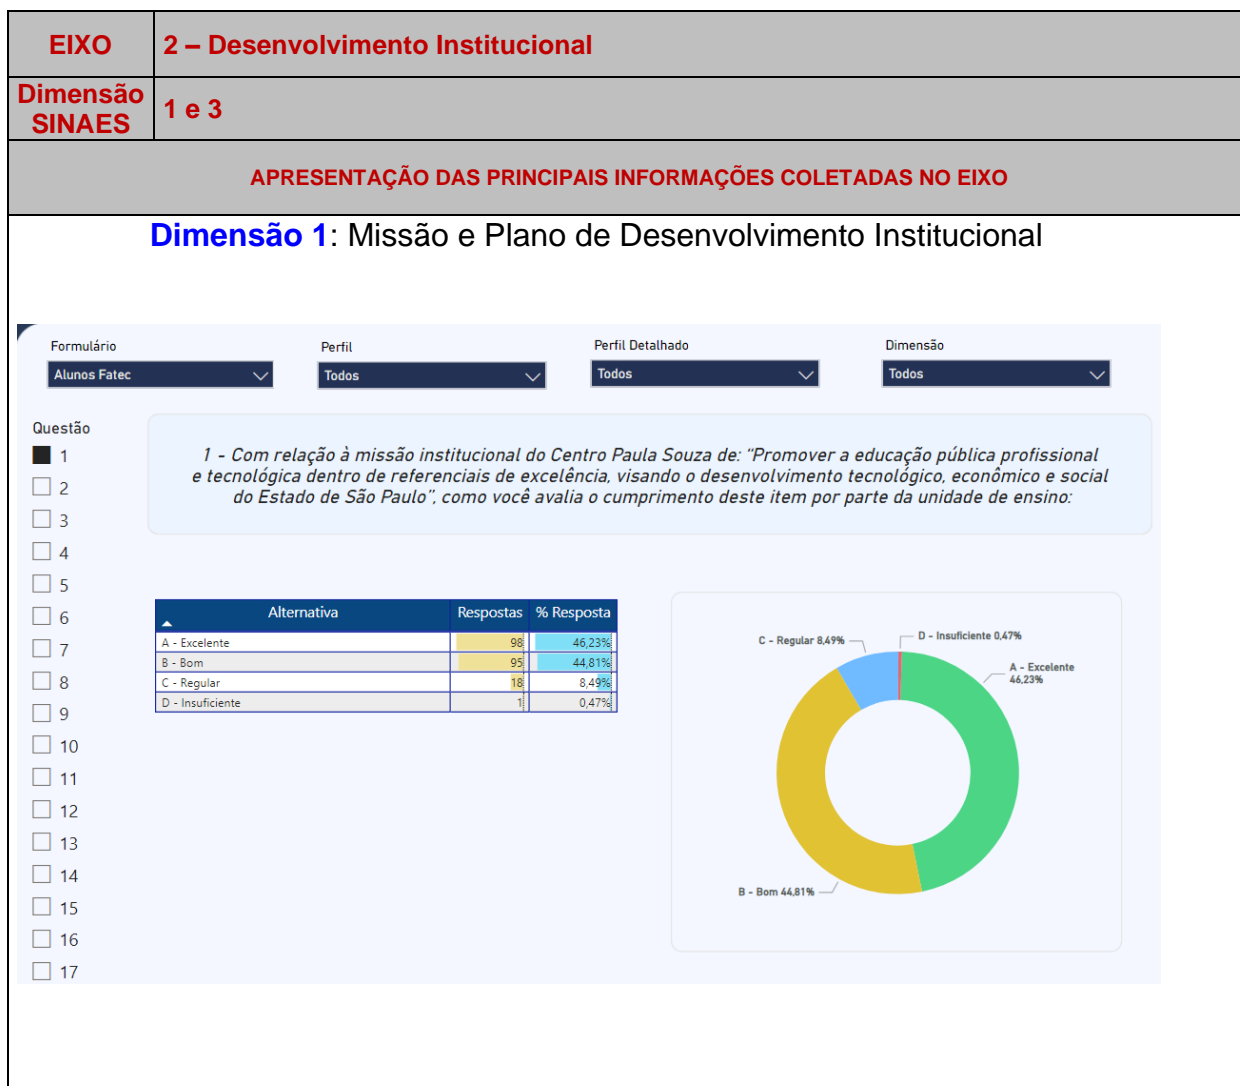 EIXO
2 – Desenvolvimento Institucional
Dimensão
SINAES
1 e 3
APRESENTAÇÃO DAS PRINCIPAIS INFORMAÇÕES COLETADAS NO EIXO
Dimensão 1: Missão e Plano de Desenvolvimento Institucional
Formulário
Alunos Fatec
Perfil
Todos
Perfil Detalhado
Todos
Dimensão
Todos
Questão
1
2
3
4
5
6
7
8
9
10
11
12
13
14
15
16
17
1 - Com relação à missão institucional do Centro Paula Souza de: "Promover a educação pública profissional
e tecnológica dentro de referenciais de excelência, visando o desenvolvimento tecnológico, econômico e social
do Estado de São Paulo", como você avalia o cumprimento deste item por parte da unidade de ensino:
Alternativa Respostas % Resposta
A - Excelente 98 46,23%
B - Bom 95 44,81%
C - Regular 18 8,49%
D - Insuficiente 1 0,47%
C - Regular 8,49%
D - Insuficiente 0,47%
A - Excelente
46,23%
B - Bom 44,81%